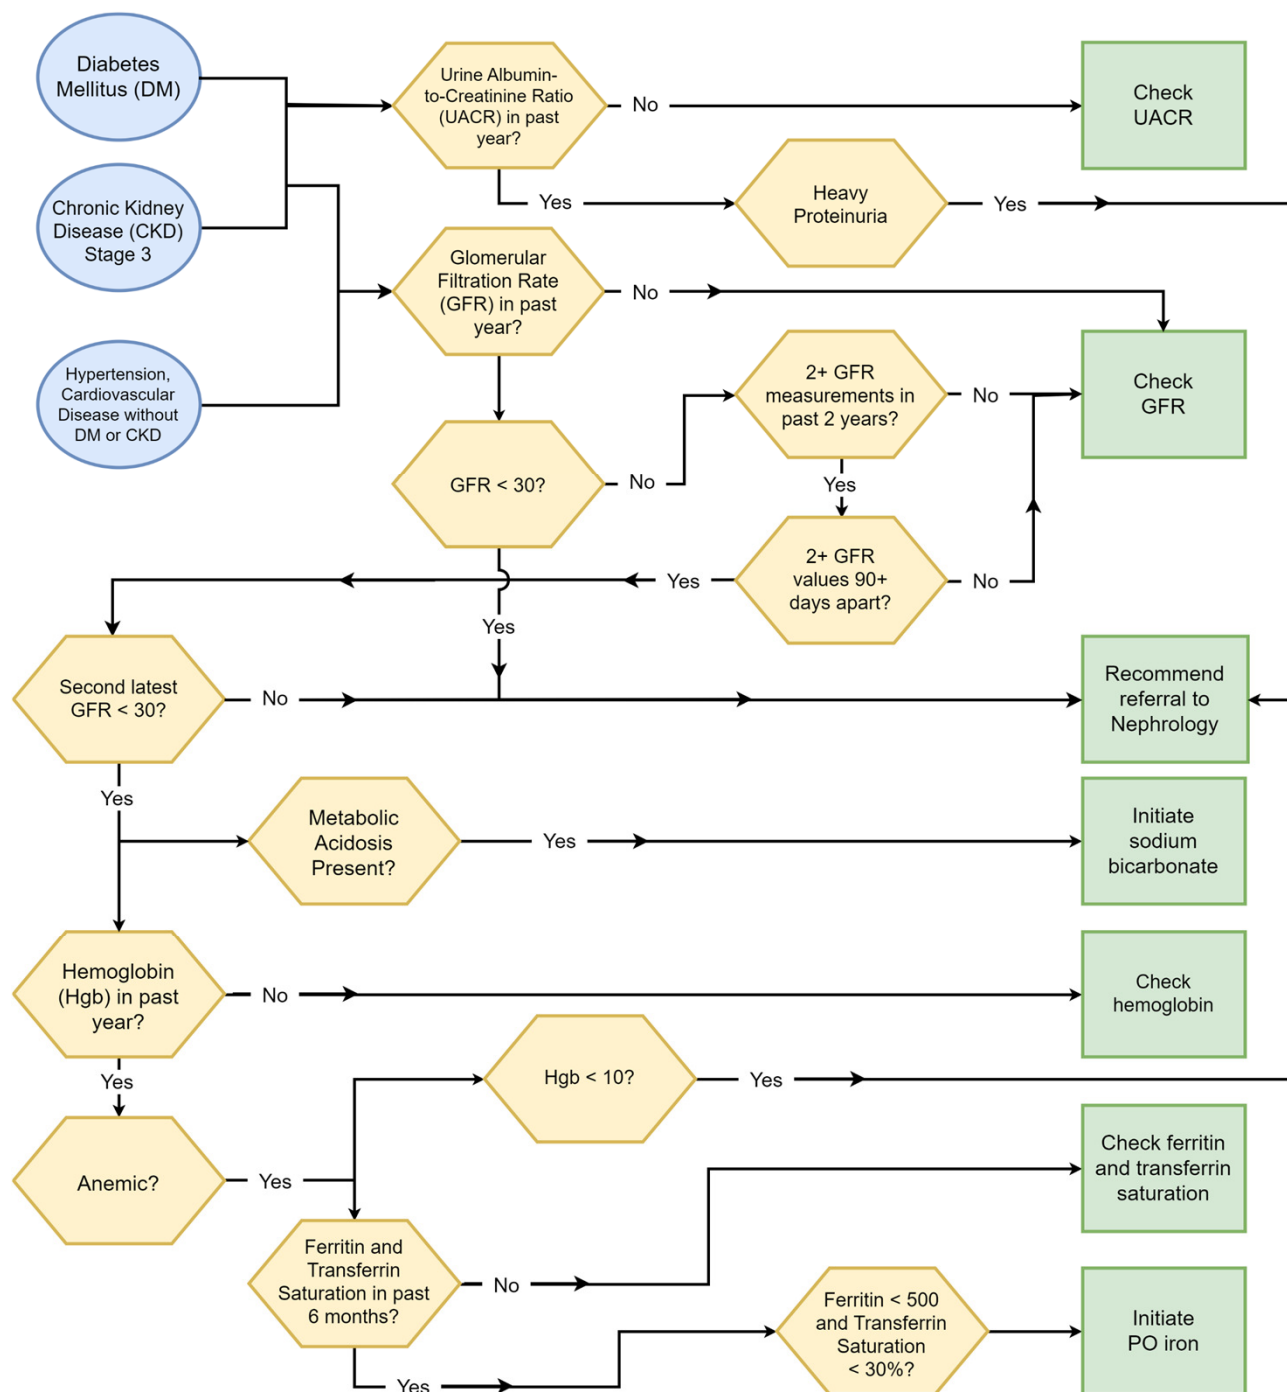 Diabetes
Mellitus (DM)
Urine Albumin-
to-Creatinine Ratio
(UACR) in past
year?
No
Check
UACR
Yes
Heavy
Proteinuria
Yes
Chronic Kidney
Disease (CKD)
Stage 3
Glomerular
Filtration Rate
(GFR) in past
year?
No
Hypertension,
Cardiovascular
Disease without
DM or CKD
2+ GFR
measurements in
past 2 years?
No
Check
GFR
GFR < 30?
No
Yes
2+ GFR
values 90+
days apart?
No
Yes
Yes
Second latest
GFR < 30?
No
Recommend
referral to
Nephrology
Yes
Metabolic
Acidosis
Present?
Yes
Initiate
sodium
bicarbonate
Hemoglobin
(Hgb) in past
year?
No
Check
hemoglobin
Yes
Hgb < 10?
Yes
Anemic?
Yes
Check ferritin
and transferrin
saturation
Ferritin and
Transferrin
Saturation in past
6 months?
No
Ferritin < 500
and Transferrin
Saturation
< 30%?
Initiate
PO iron
Yes